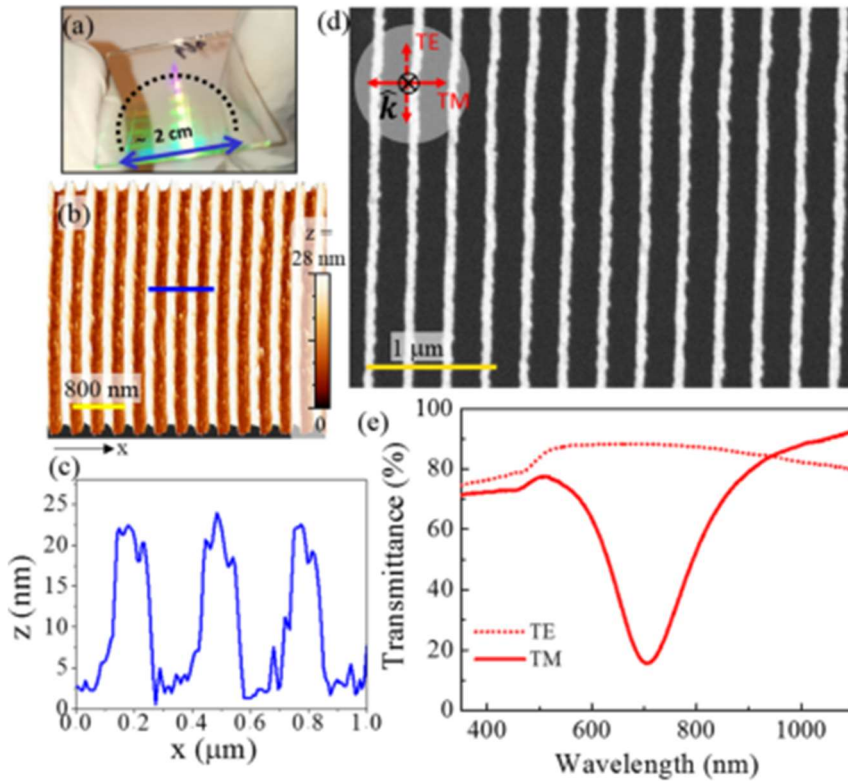 (a)
~ 2 cm
(b)
z =
28 nm
0
800 nm
x
(c)
25
20
15
10
5
0
z (nm)
0.0 0.2 0.4 0.6 0.8 1.0
x (μm)
(d)
TE
TM
k̂
1 μm
(e)
100
80
60
40
20
0
Transmittance (%)
TE
TM
400 600 800 1000
Wavelength (nm)